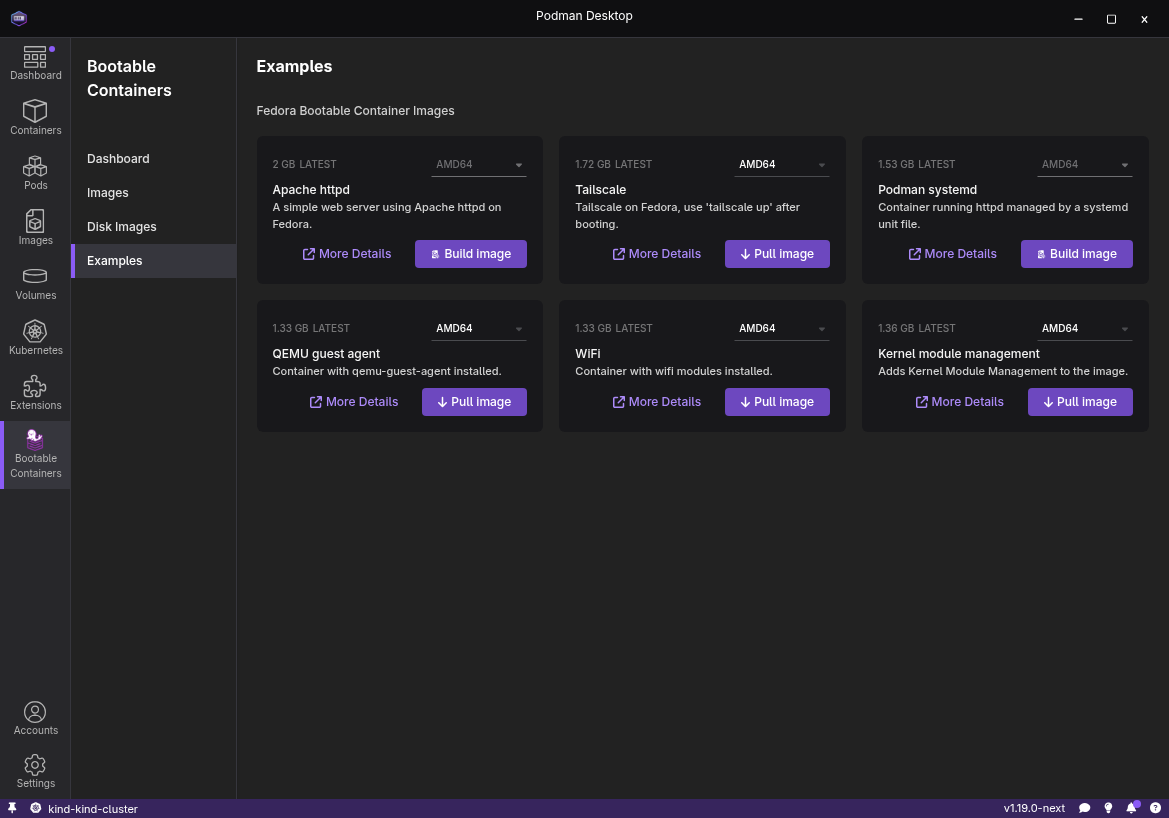 Podman Desktop
Dashboard
Containers
Pods
Images
Volumes
Kubernetes
Extensions
Bootable
Containers
Accounts
Settings
Bootable
Containers
Dashboard
Images
Disk Images
Examples
Examples
Fedora Bootable Container Images
2 GB LATEST AMD64
Apache httpd
A simple web server using Apache httpd on
Fedora.
More Details Build image
1.72 GB LATEST AMD64
Tailscale
Tailscale on Fedora, use 'tailscale up' after
booting.
More Details Pull image
1.53 GB LATEST AMD64
Podman systemd
Container running httpd managed by a systemd
unit file.
More Details Build image
1.33 GB LATEST AMD64
QEMU guest agent
Container with qemu-guest-agent installed.
More Details Pull image
1.33 GB LATEST AMD64
WiFi
Container with wifi modules installed.
More Details Pull image
1.36 GB LATEST AMD64
Kernel module management
Adds Kernel Module Management to the image.
More Details Pull image
kind-kind-cluster v1.19.0-next